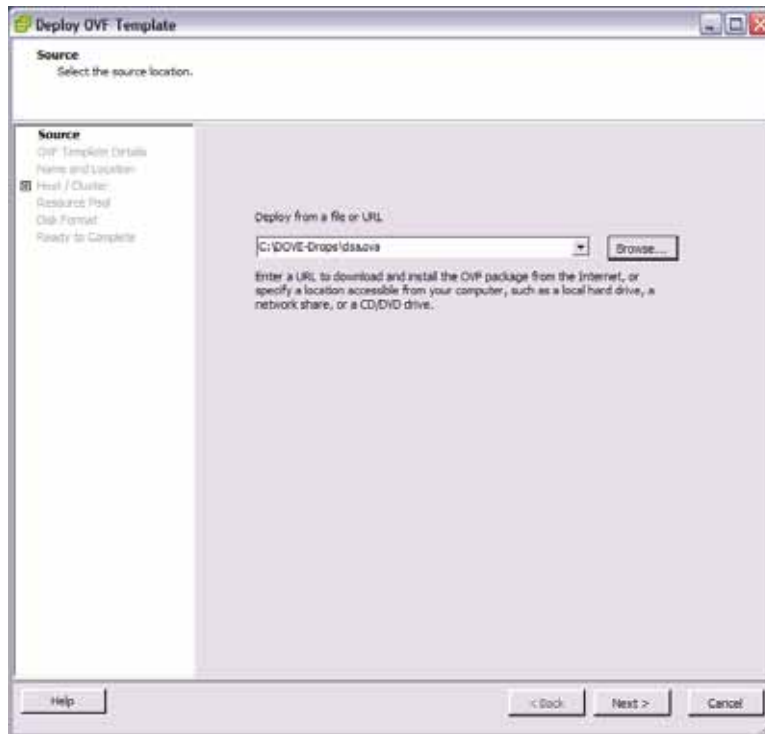 Deploy OVF Template
Source
Select the source location.
Source
OVF Template Details
Name and Location
Host / Cluster
Resource Pool
Disk Format
Ready to Complete
Deploy from a file or URL
C:\DOVE-Drops\dsa.ova
Browse...
Enter a URL to download and install the OVF package from the Internet, or
specify a location accessible from your computer, such as a local hard drive, a
network share, or a CD/DVD drive.
Help
< Back
Next >
Cancel